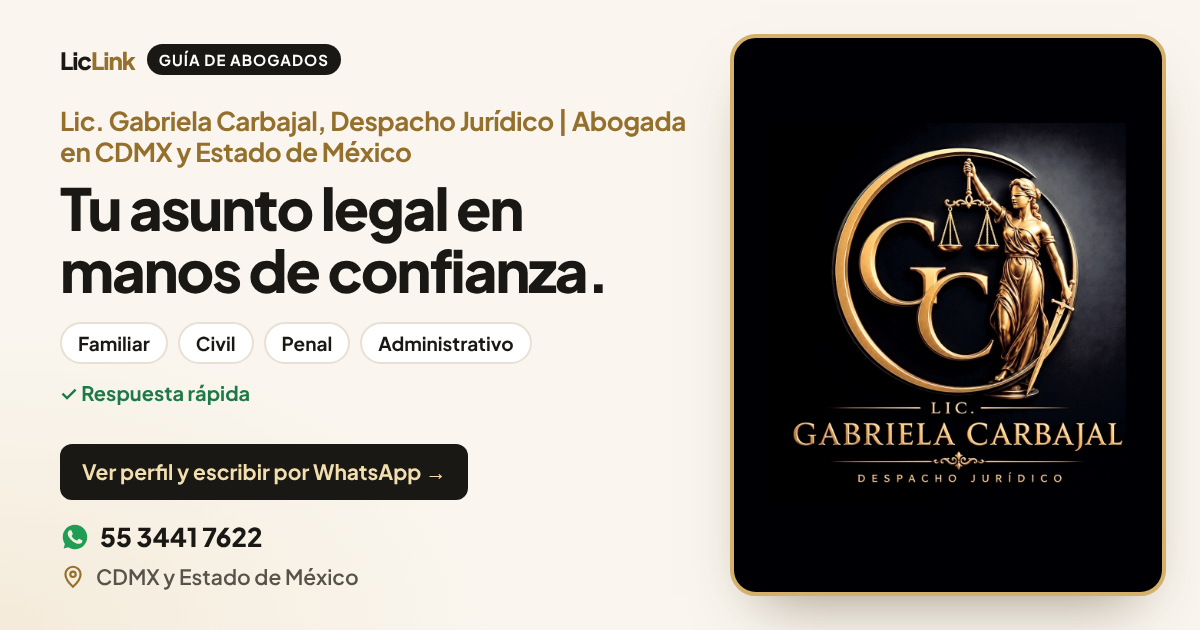 LicLink GUÍA DE ABOGADOS
Lic. Gabriela Carbajal, Despacho Jurídico | Abogada
en CDMX y Estado de México
Tu asunto legal en
manos de confianza.
Familiar Civil Penal Administrativo
✓ Respuesta rápida
Ver perfil y escribir por WhatsApp →
55 3441 7622
CDMX y Estado de México
GC
LIC.
GABRIELA CARBAJAL
DESPACHO JURÍDICO